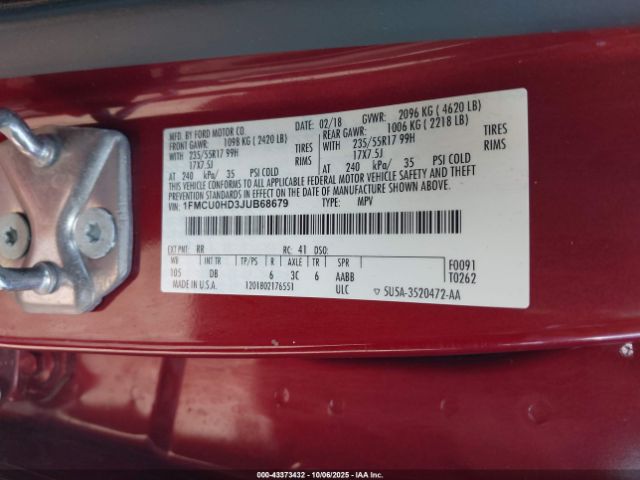 MFD. BY FORD MOTOR CO.
02/18 GVWR: 2096 KG ( 4620 LB)
FRONT GAWR: 1098 KG ( 2420 LB) REAR GAWR: 1006 KG ( 2218 LB)
WITH 235/55R17 99H TIRES WITH 235/55R17 99H TIRES
17X7.5J RIMS 17X7.5J RIMS
AT 240 kPa/ 35 PSI COLD AT 240 kPa/ 35 PSI COLD
THIS VEHICLE CONFORMS TO ALL APPLICABLE FEDERAL MOTOR VEHICLE SAFETY
AND THEFT PREVENTION STANDARDS IN EFFECT ON THE DATE OF MANUFACTURE SHOWN ABOVE.
VIN: 1FMCU0HD3JUB68679 TYPE: MPV
EXT PNT: RR RC: 41 DSO:
WB INT TR TP/PS R AXLE TR SPR F0091
105 DB 6 3C 6 AABB T0262
MADE IN U.S.A. 1201802176551 ULC ▽ 5U5A-3520472-AA
000-43373432 - 10/06/2025 - IAAI.com - Copyright